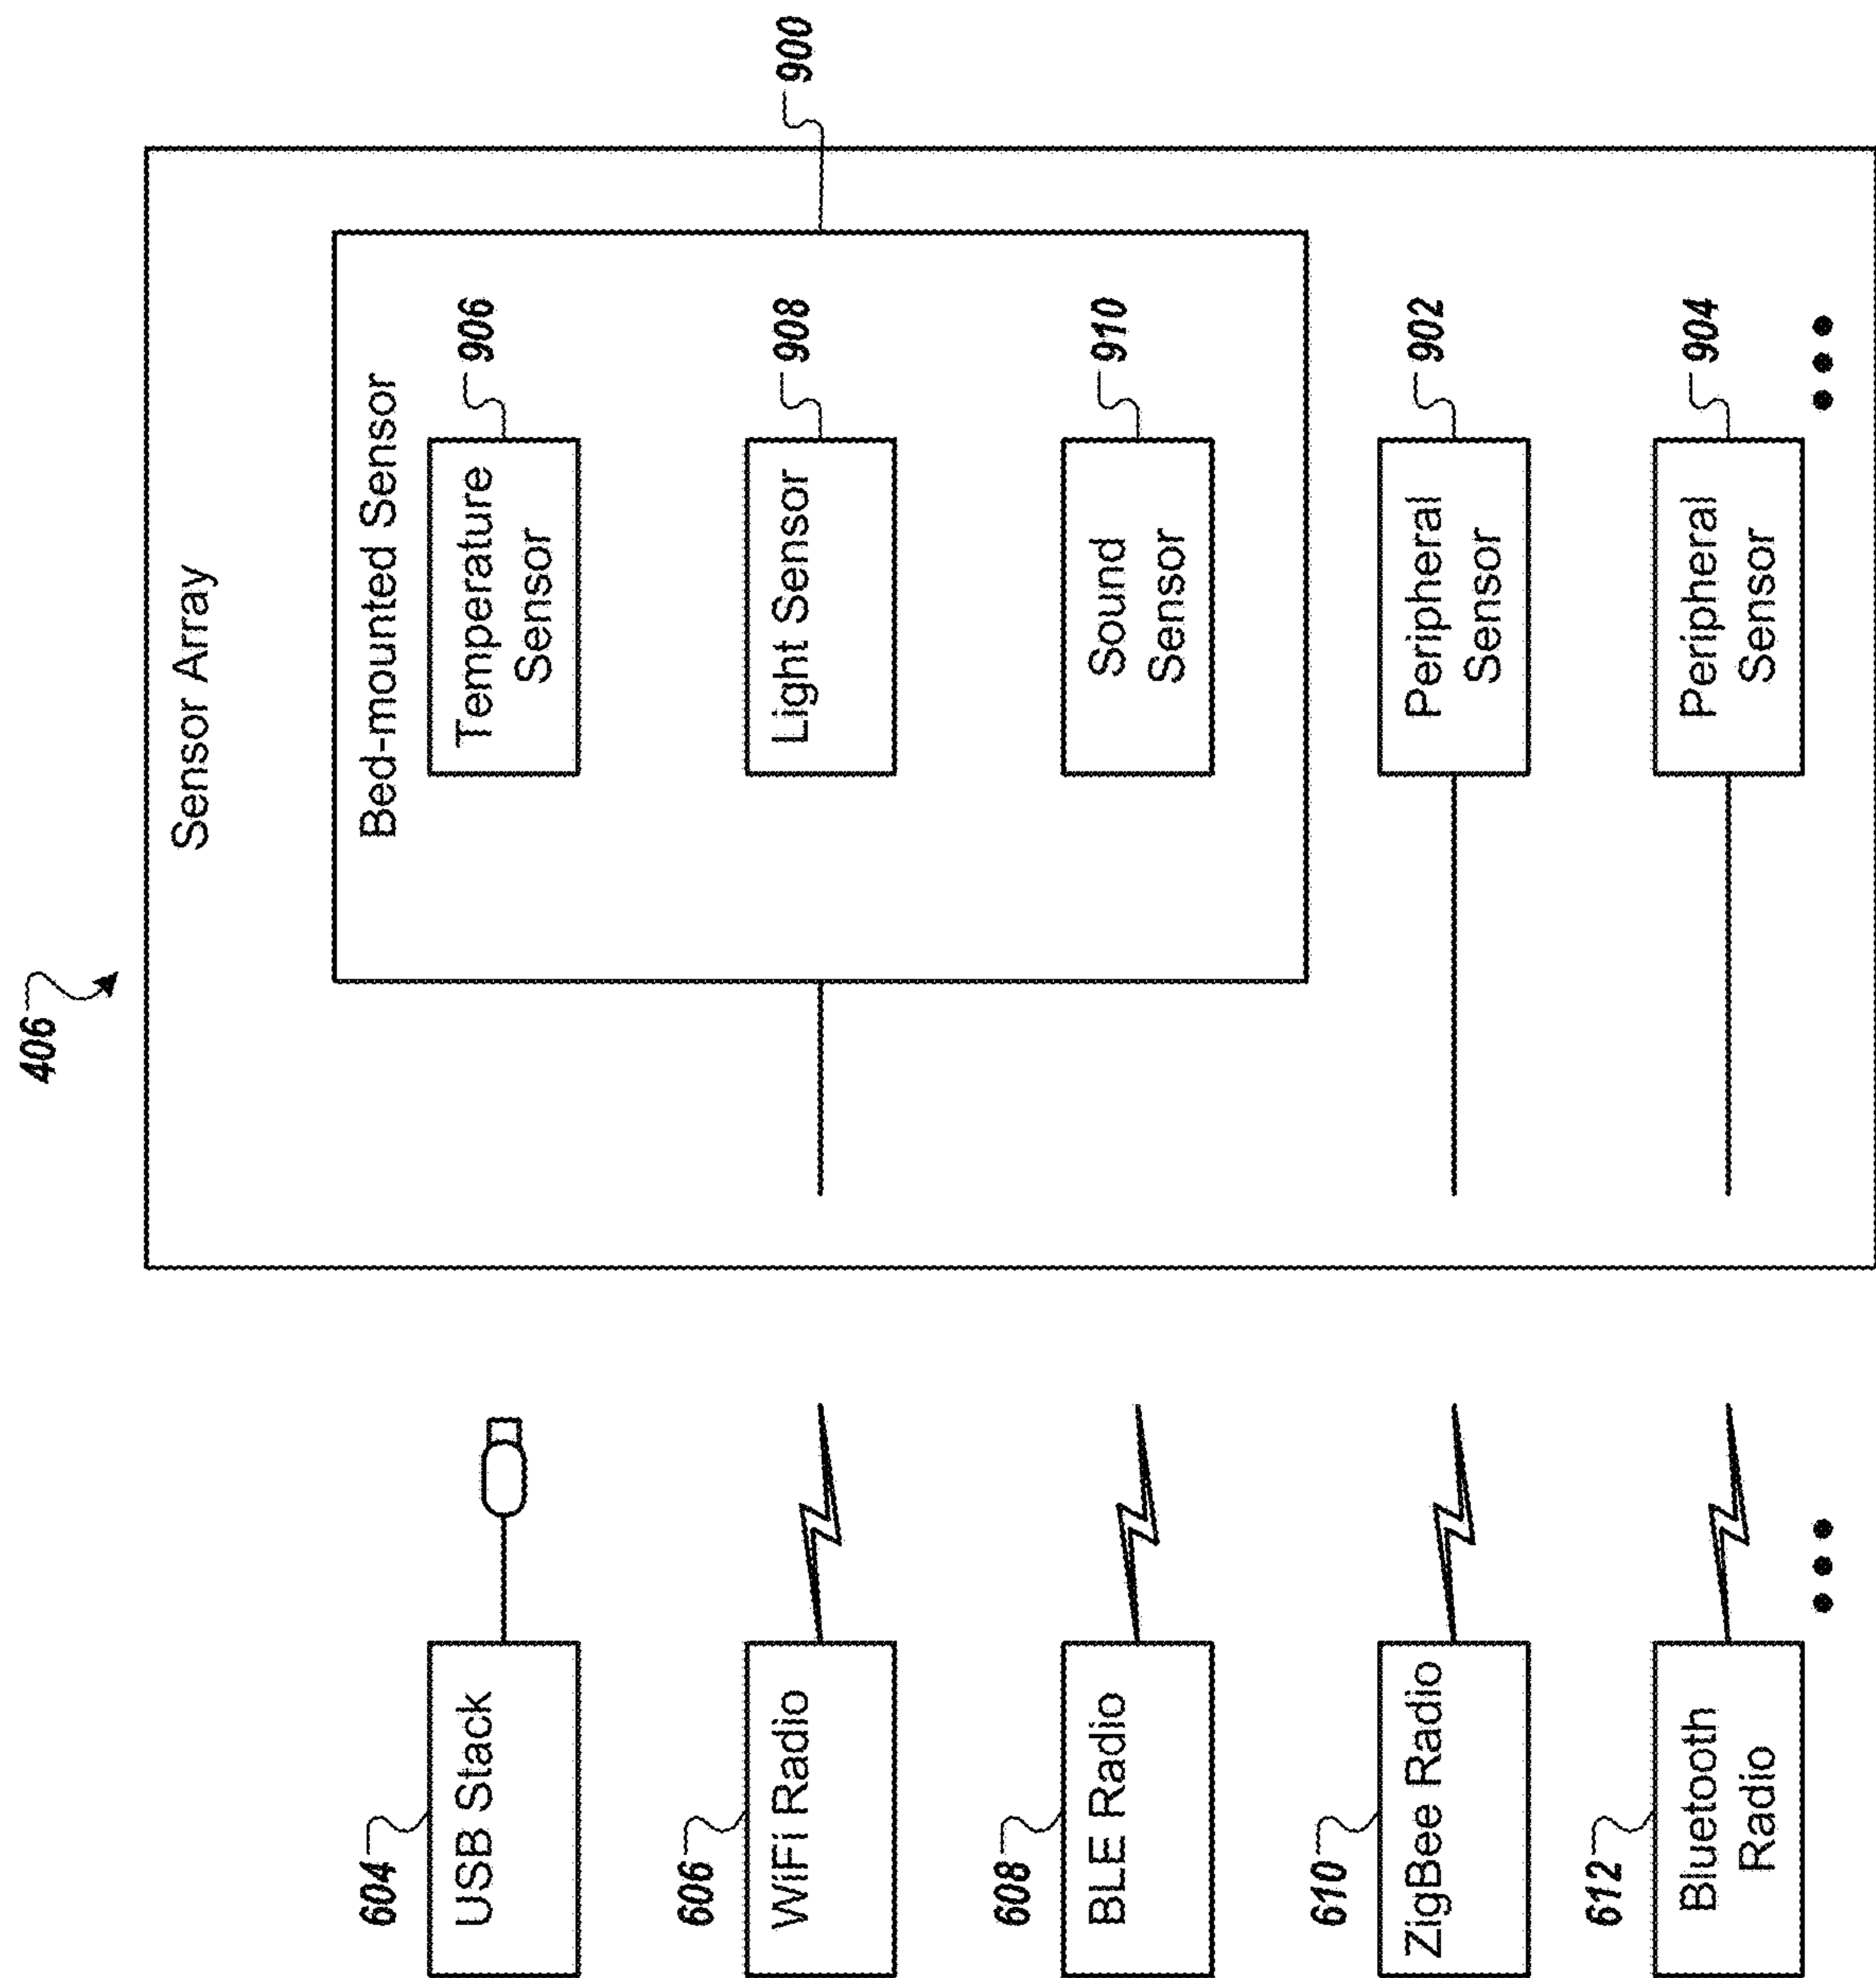 406
Sensor Array
900
Bed-mounted Sensor
604
USB Stack
Temperature
Sensor
906
606
WiFi Radio
Light Sensor
908
608
BLE Radio
Sound
Sensor
910
610
ZigBee Radio
Peripheral
Sensor
902
612
Bluetooth
Radio
Peripheral
Sensor
904